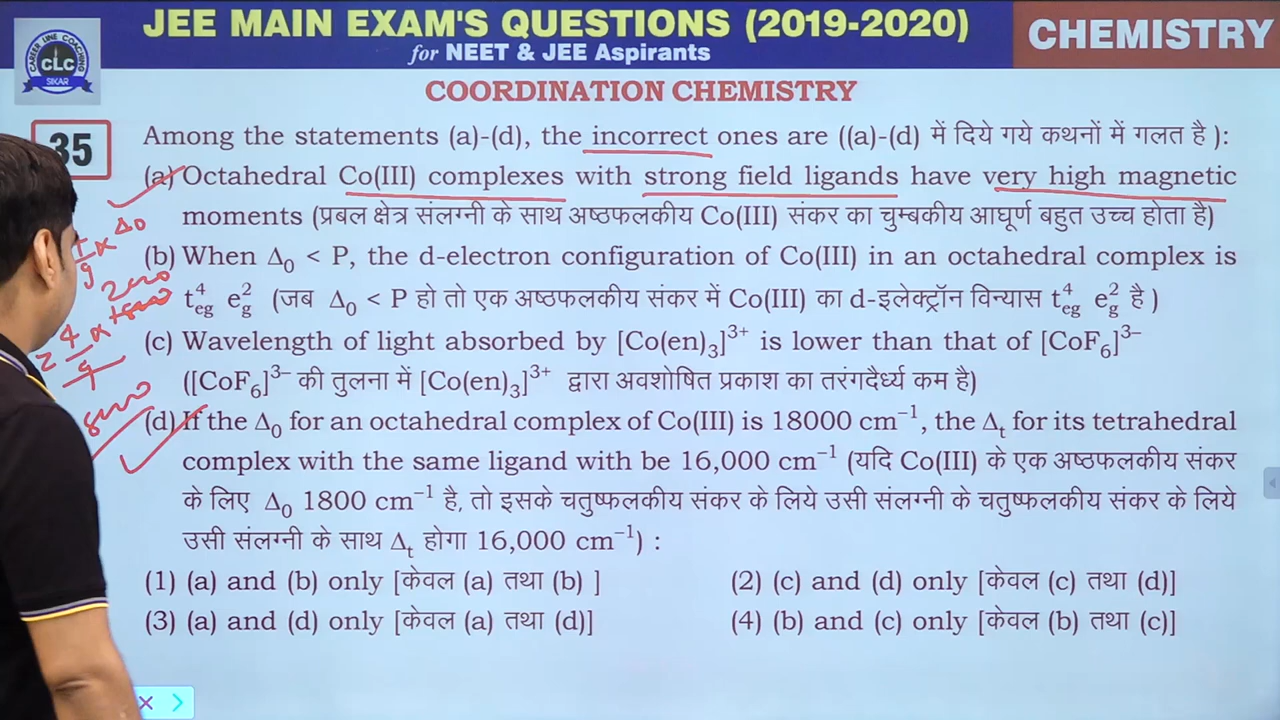 JEE MAIN EXAM'S QUESTIONS (2019-2020)
for NEET & JEE Aspirants
CHEMISTRY
CAREER LINE COACHING
CLC
SIKAR
COORDINATION CHEMISTRY
35
Among the statements (a)-(d), the incorrect ones are ((a)-(d) में दिये गये कथनों में गलत है ):
(a) Octahedral Co(III) complexes with strong field ligands have very high magnetic
moments (प्रबल क्षेत्र संलग्नी के साथ अष्ठफलकीय Co(III) संकर का चुम्बकीय आघूर्ण बहुत उच्च होता है)
(b) When Δ₀ < P, the d-electron configuration of Co(III) in an octahedral complex is
t⁴eg e²g (जब Δ₀ < P हो तो एक अष्ठफलकीय संकर में Co(III) का d-इलेक्ट्रॉन विन्यास t⁴eg e²g है )
(c) Wavelength of light absorbed by [Co(en)₃]³⁺ is lower than that of [CoF₆]³⁻
([CoF₆]³⁻ की तुलना में [Co(en)₃]³⁺ द्वारा अवशोषित प्रकाश का तरंगदैर्ध्य कम है)
(d) If the Δ₀ for an octahedral complex of Co(III) is 18000 cm⁻¹, the Δₜ for its tetrahedral
complex with the same ligand with be 16,000 cm⁻¹ (यदि Co(III) के एक अष्ठफलकीय संकर
के लिए Δ₀ 1800 cm⁻¹ है, तो इसके चतुष्फलकीय संकर के लिये उसी संलग्नी के चतुष्फलकीय संकर के लिये
उसी संलग्नी के साथ Δₜ होगा 16,000 cm⁻¹) :
(1) (a) and (b) only [केवल (a) तथा (b) ]
(2) (c) and (d) only [केवल (c) तथा (d)]
(3) (a) and (d) only [केवल (a) तथा (d)]
(4) (b) and (c) only [केवल (b) तथा (c)]